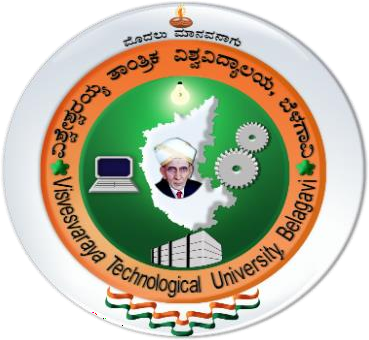 ಮೊದಲು ಮಾನವನಾಗು
ವಿಶ್ವೇಶ್ವರಯ್ಯ ತಾಂತ್ರಿಕ ವಿಶ್ವವಿದ್ಯಾಲಯ, ಬೆಳಗಾವಿ
Visvesvaraya Technological University, Belagavi